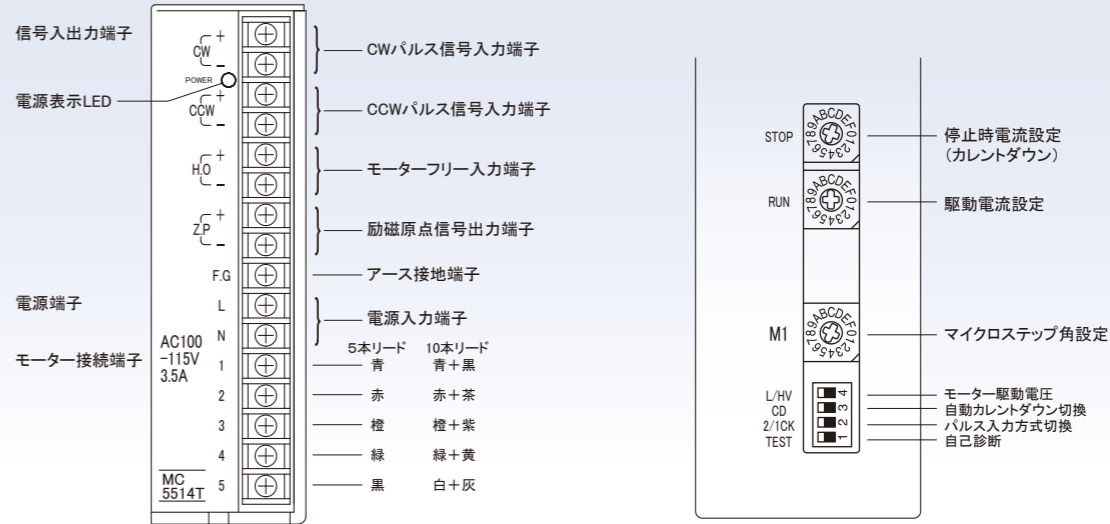 信号入出力端子
CW
+
−
CWパルス信号入力端子
POWER
電源表示LED
CCW
+
−
CCWパルス信号入力端子
H.O
+
−
モーターフリー入力端子
Z.P
+
−
励磁原点信号出力端子
F.G
アース接地端子
電源端子
L
N
電源入力端子
モーター接続端子
AC100
-115V
3.5A
5本リード 10本リード
1 青 青＋黒
2 赤 赤＋茶
3 橙 橙＋紫
4 緑 緑＋黄
5 黒 白＋灰
MC
5514T
STOP
0123456789ABCDEF
停止時電流設定
（カレントダウン）
RUN
0123456789ABCDEF
駆動電流設定
M1
0123456789ABCDEF
マイクロステップ角設定
L/HV 4 モーター駆動電圧
CD 3 自動カレントダウン切換
2/1CK 2 パルス入力方式切換
TEST 1 自己診断